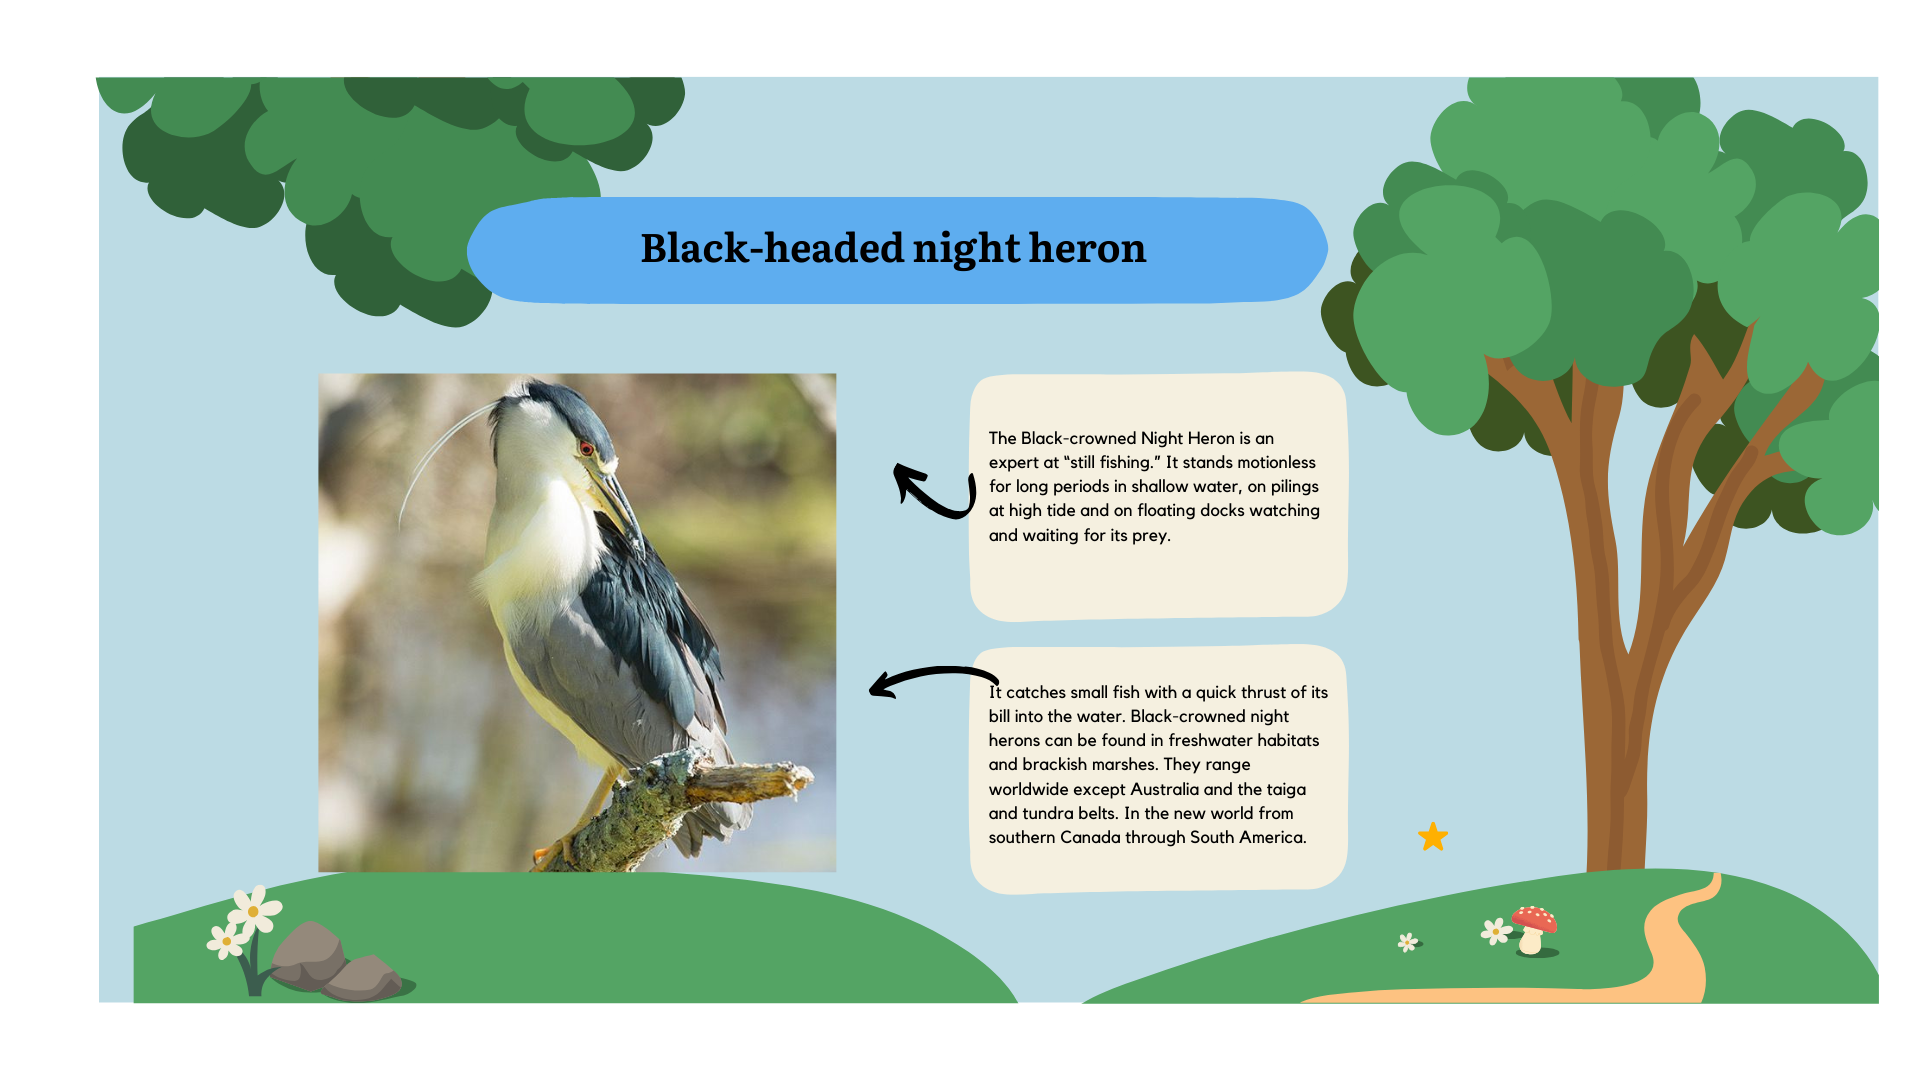 Black-headed night heron
The Black-crowned Night Heron is an
expert at “still fishing.” It stands motionless
for long periods in shallow water, on pilings
at high tide and on floating docks watching
and waiting for its prey.
It catches small fish with a quick thrust of its
bill into the water. Black-crowned night
herons can be found in freshwater habitats
and brackish marshes. They range
worldwide except Australia and the taiga
and tundra belts. In the new world from
southern Canada through South America.